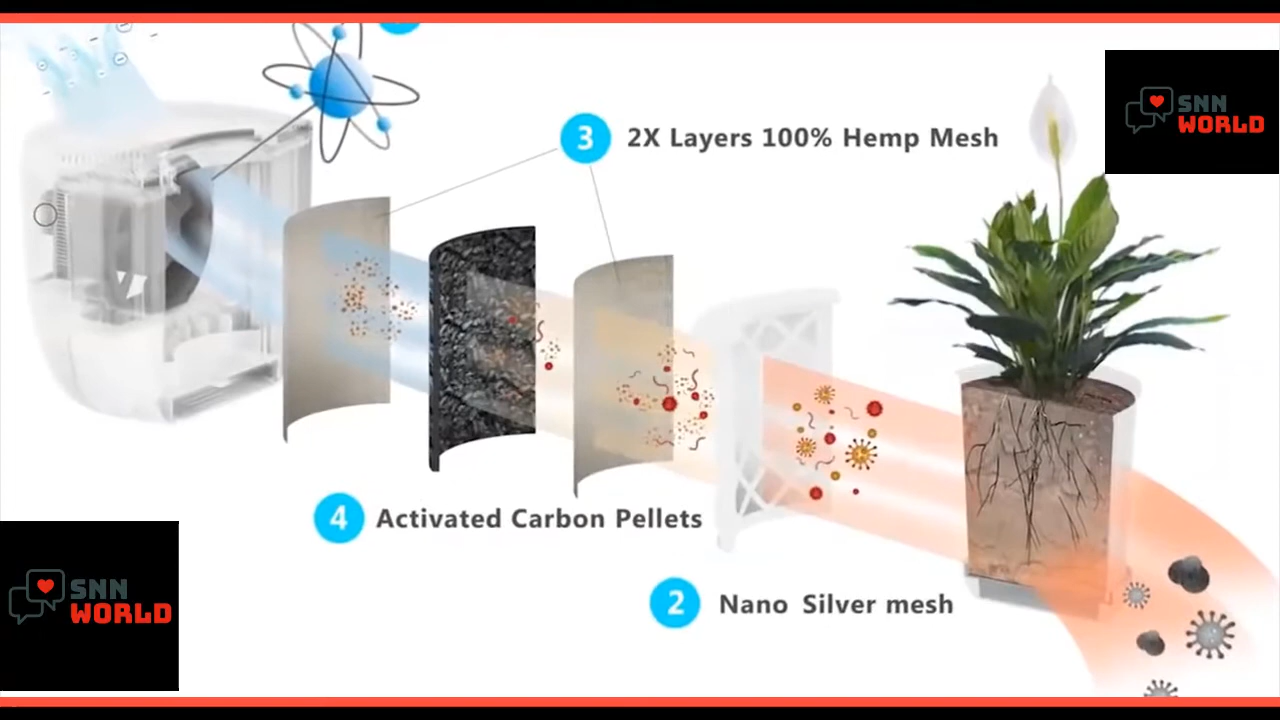 3 2X Layers 100% Hemp Mesh
SNN
WORLD
4 Activated Carbon Pellets
2 Nano Silver mesh
SNN
WORLD